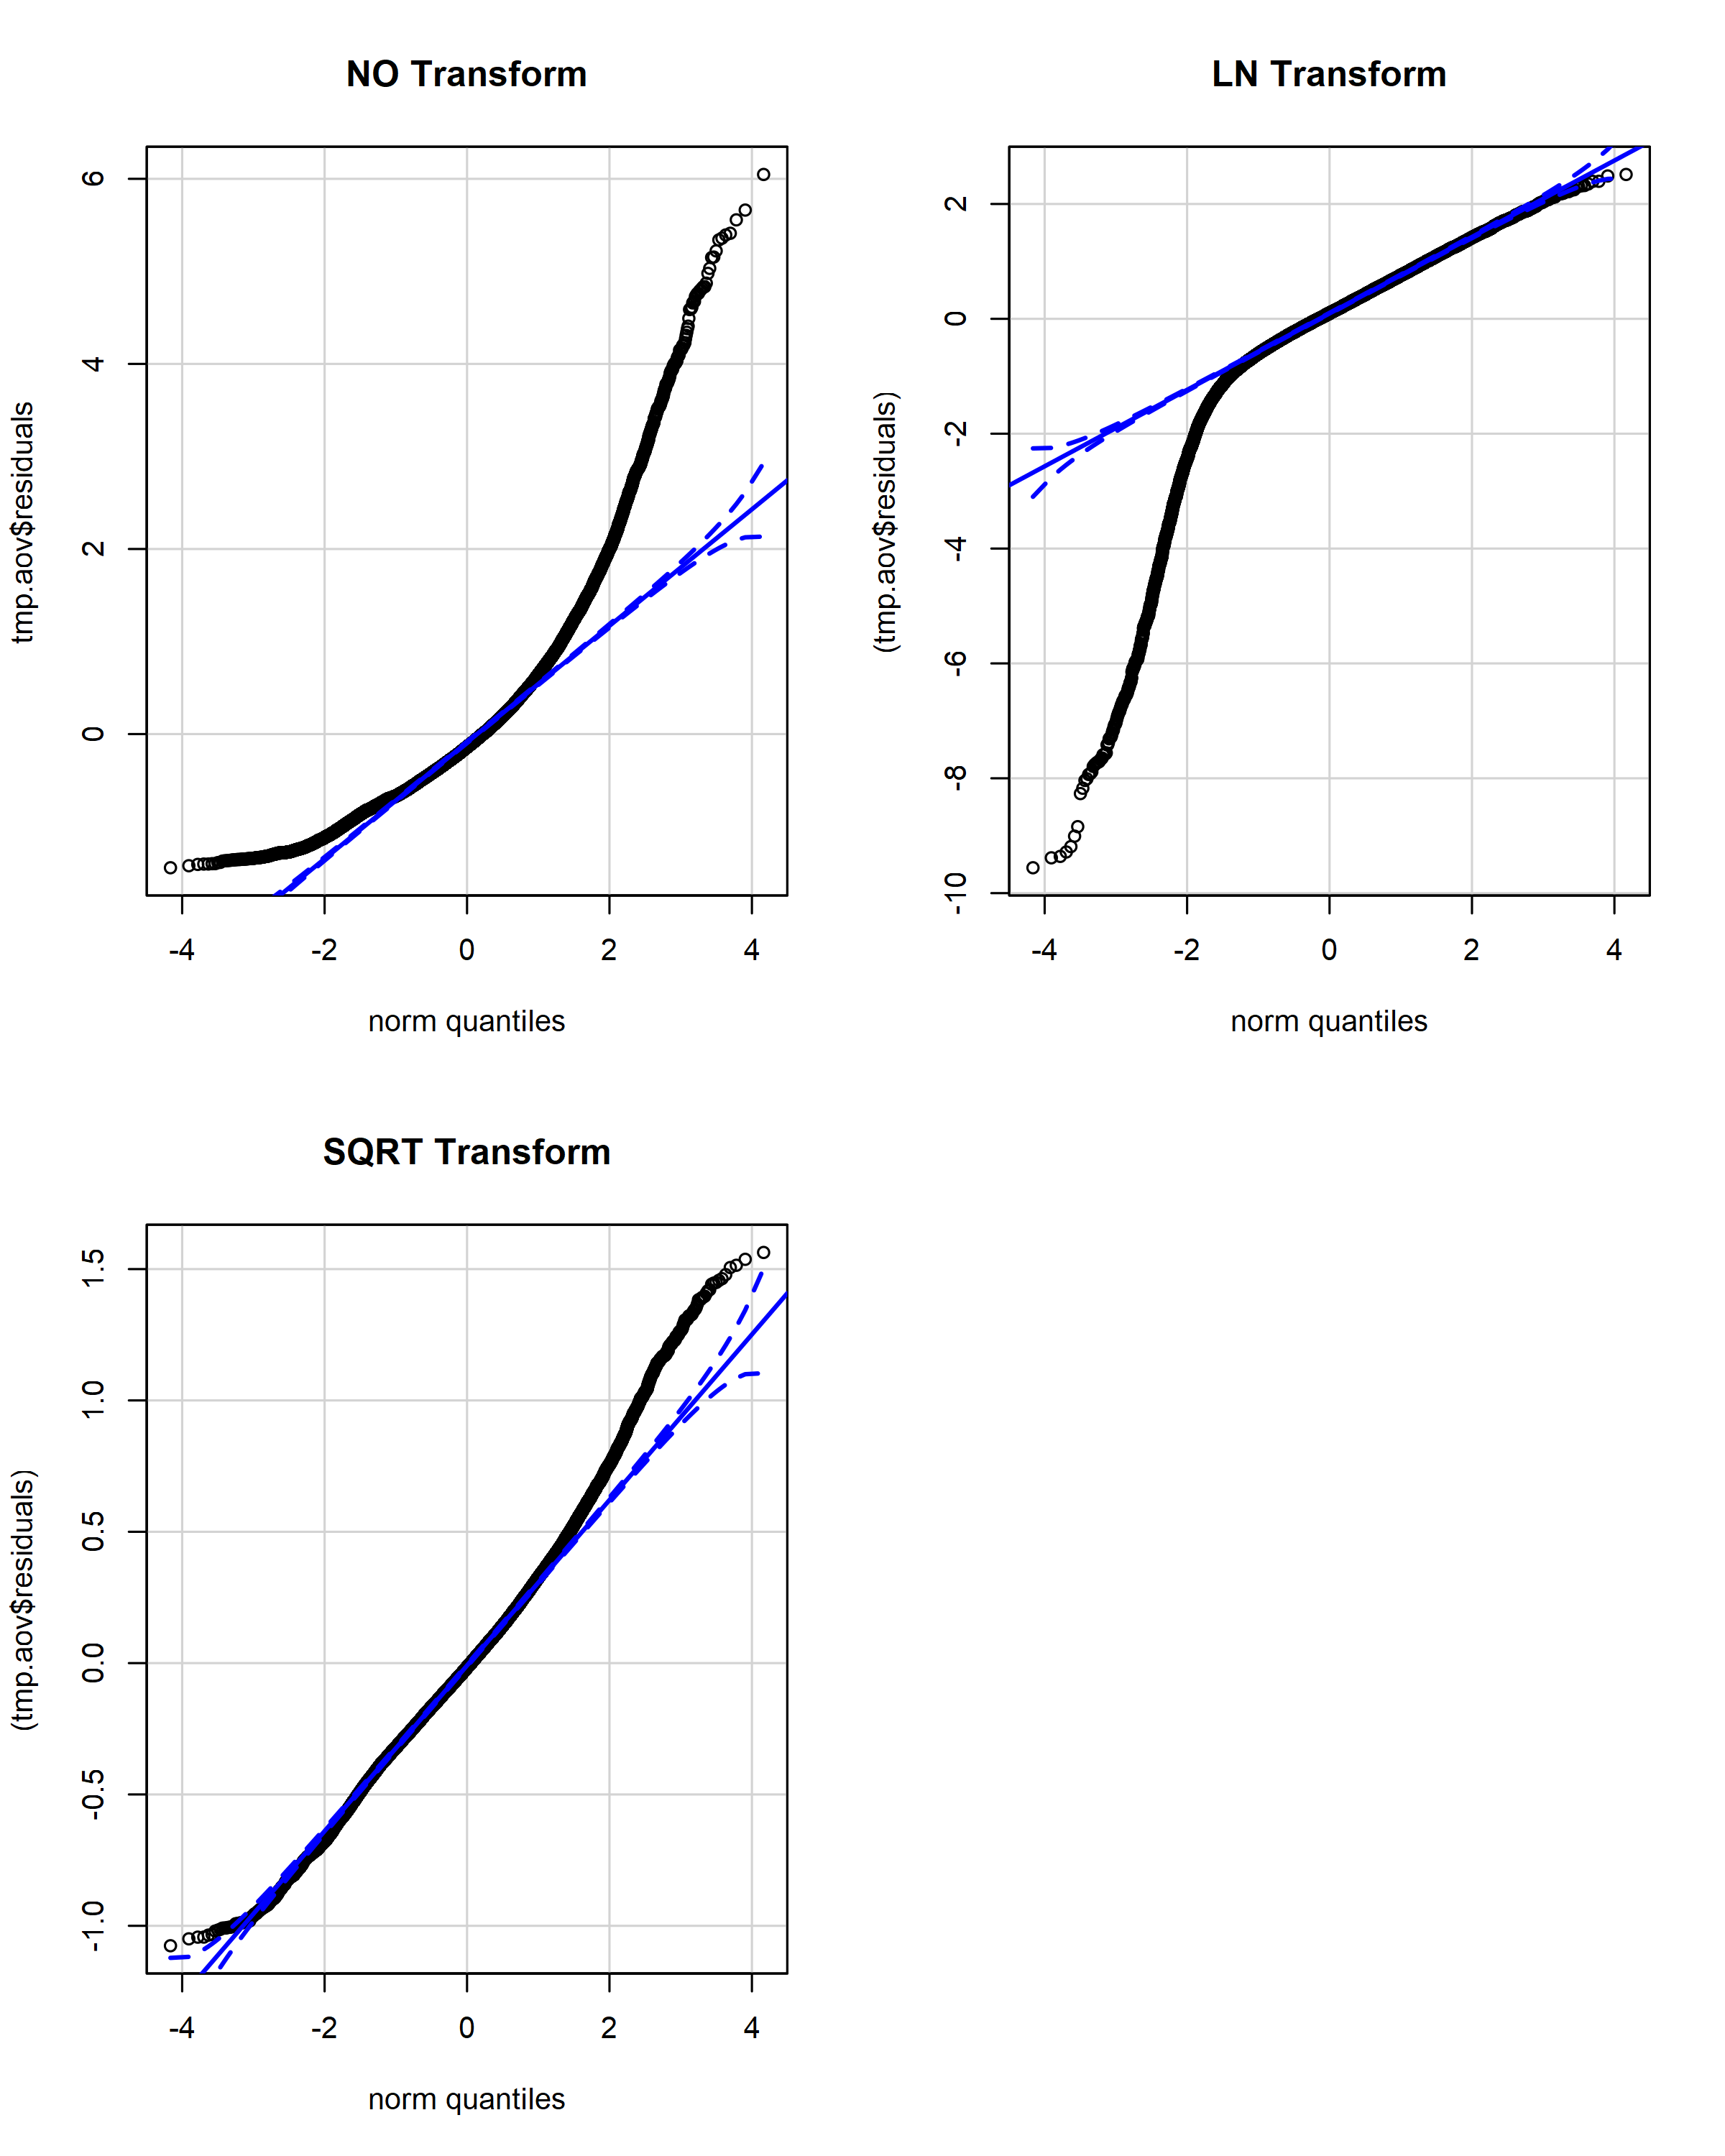 NO Transform
tmp.aov$residuals
6
4
2
0
-4 -2 0 2 4
norm quantiles
LN Transform
(tmp.aov$residuals)
2
0
-2
-4
-6
-8
-10
-4 -2 0 2 4
norm quantiles
SQRT Transform
(tmp.aov$residuals)
1.5
1.0
0.5
0.0
-0.5
-1.0
-4 -2 0 2 4
norm quantiles